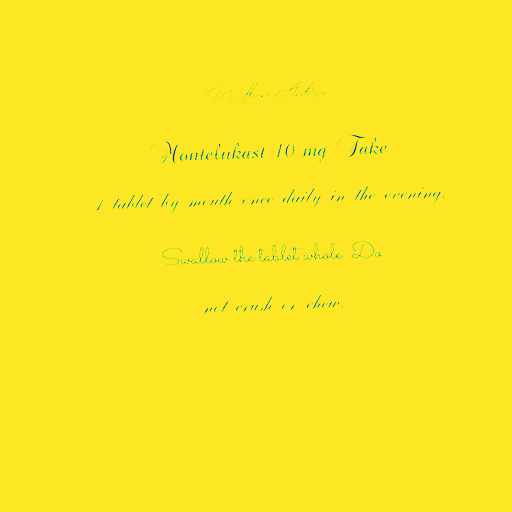 Montelukast 10 mg Take
1 tablet by mouth once daily in the evening.
Swallow the tablet whole. Do
not crush or chew.